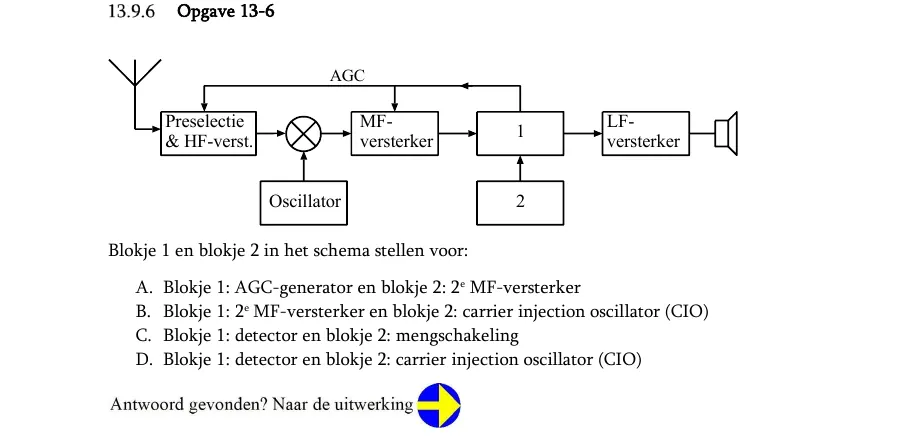 13.9.6 Opgave 13-6
AGC
Preselectie
& HF-verst.
MF-
versterker
1
LF-
versterker
Oscillator
2
Blokje 1 en blokje 2 in het schema stellen voor:
A. Blokje 1: AGC-generator en blokje 2: 2e MF-versterker
B. Blokje 1: 2e MF-versterker en blokje 2: carrier injection oscillator (CIO)
C. Blokje 1: detector en blokje 2: mengschakeling
D. Blokje 1: detector en blokje 2: carrier injection oscillator (CIO)
Antwoord gevonden? Naar de uitwerking